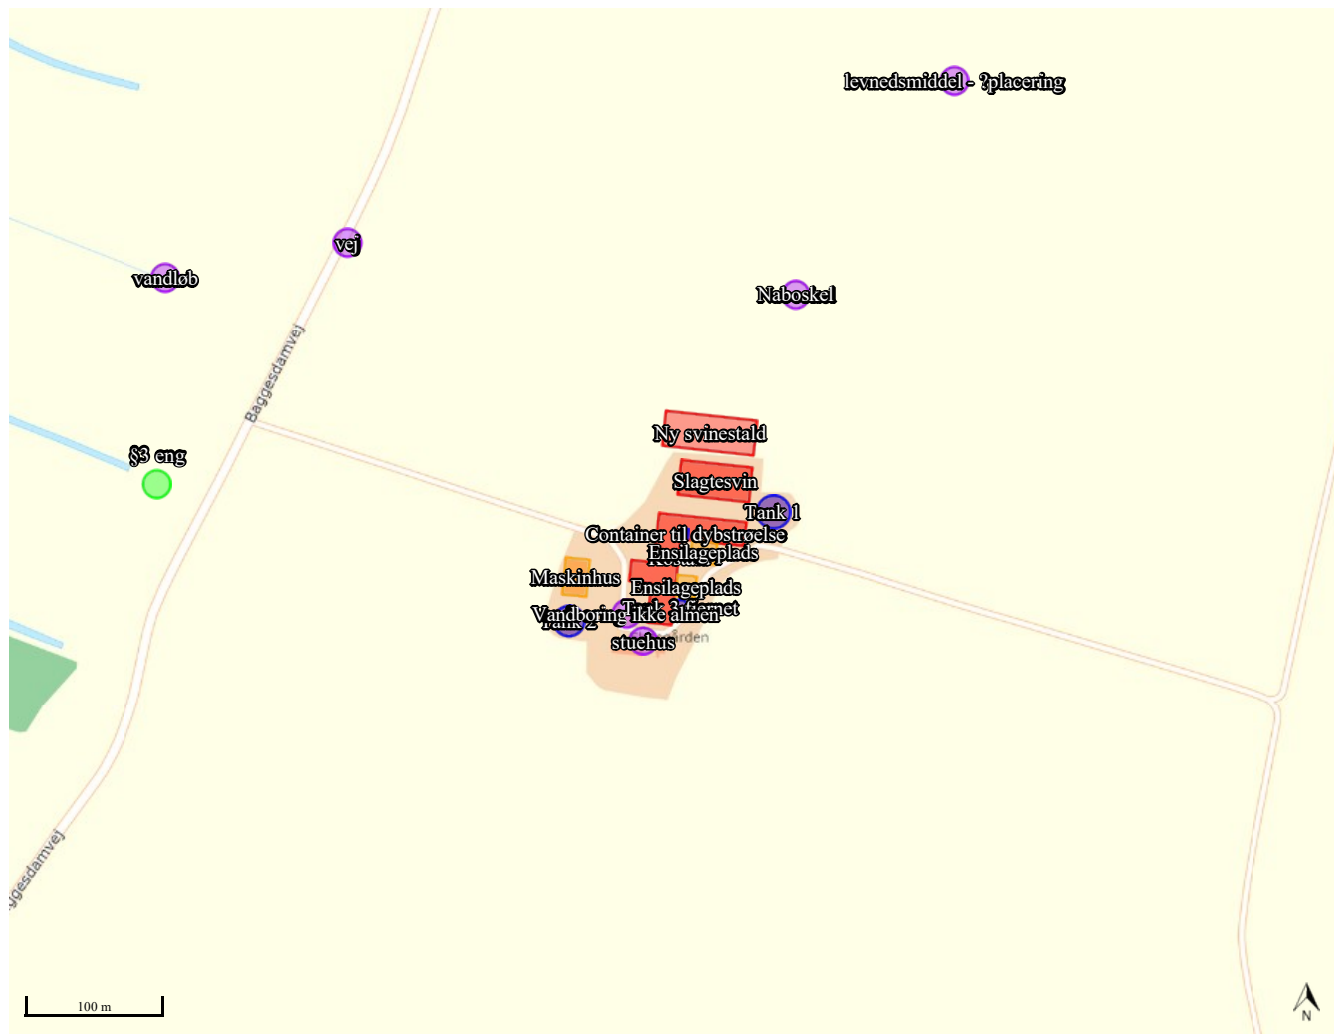 levnedsmiddel - ?placering
vej
vandløb
Naboskel
Baggesdamvej
§3 eng
Ny svinestald
Slagtesvin
Tank 1
Container til dybstrøelse
Ensilageplads
Maskinhus
Ensilageplads
Vandboring ikke almen
stuehus
ggesdamvej
100 m
N